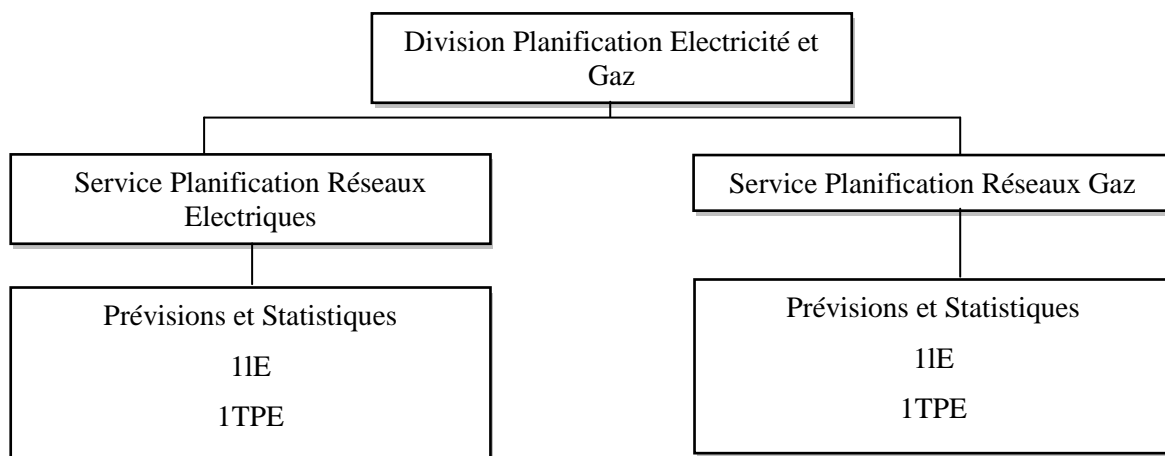 Division Planification Electricité et
Gaz
Service Planification Réseaux
Electriques
Service Planification Réseaux Gaz
Prévisions et Statistiques
1lE
1TPE
Prévisions et Statistiques
1lE
1TPE